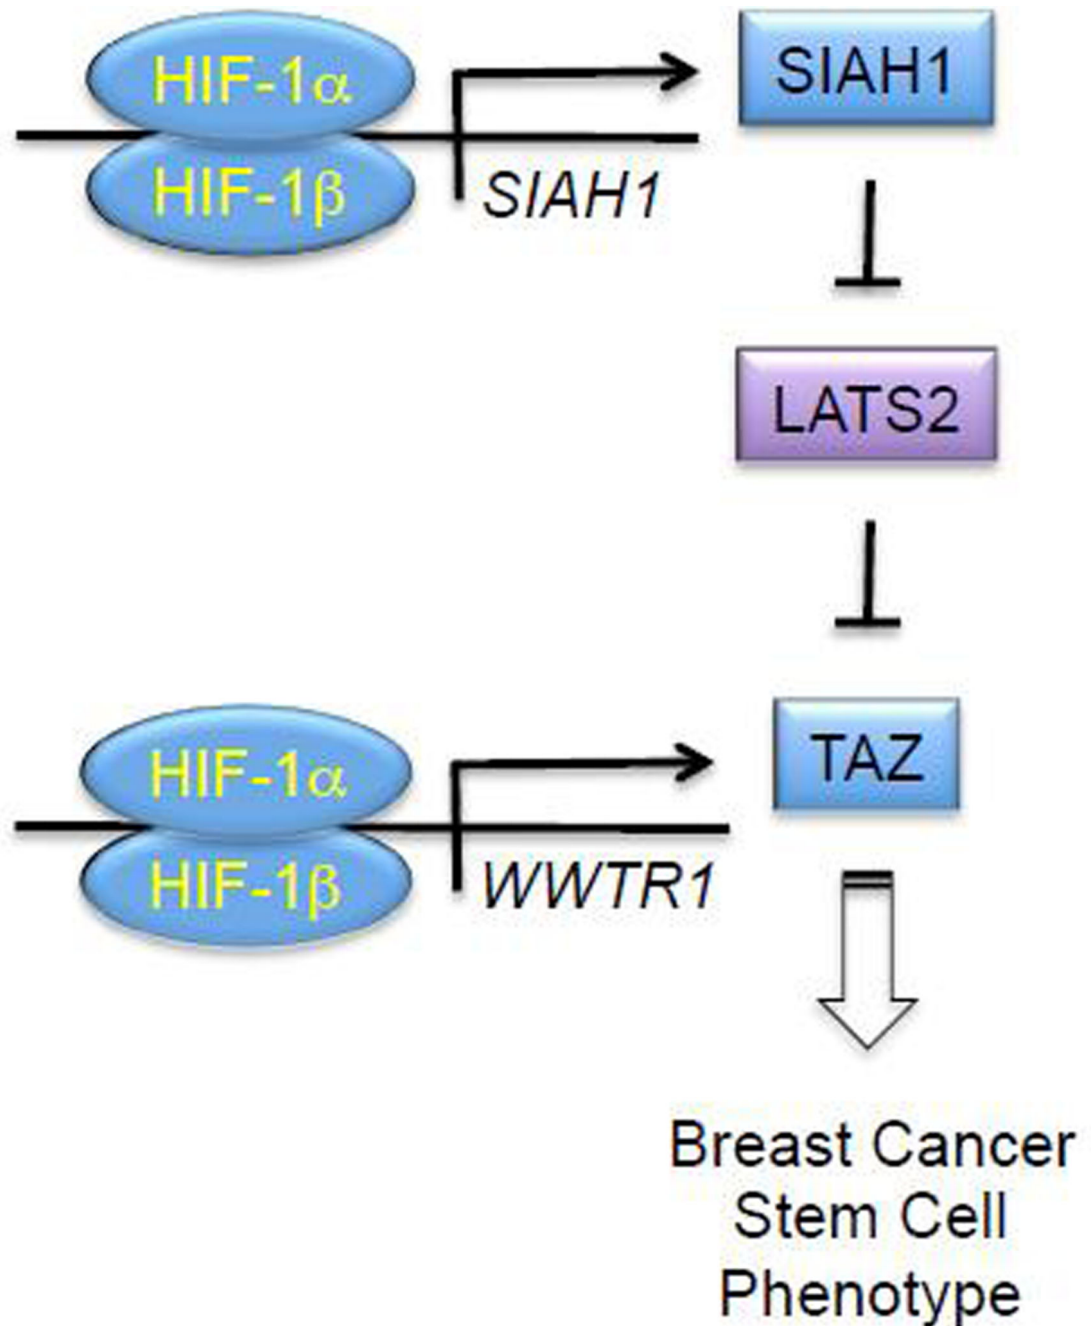 HIF-1α
SIAH1
HIF-1β
SIAH1
LATS2
HIF-1α
TAZ
HIF-1β
WWTR1
Breast Cancer
Stem Cell
Phenotype